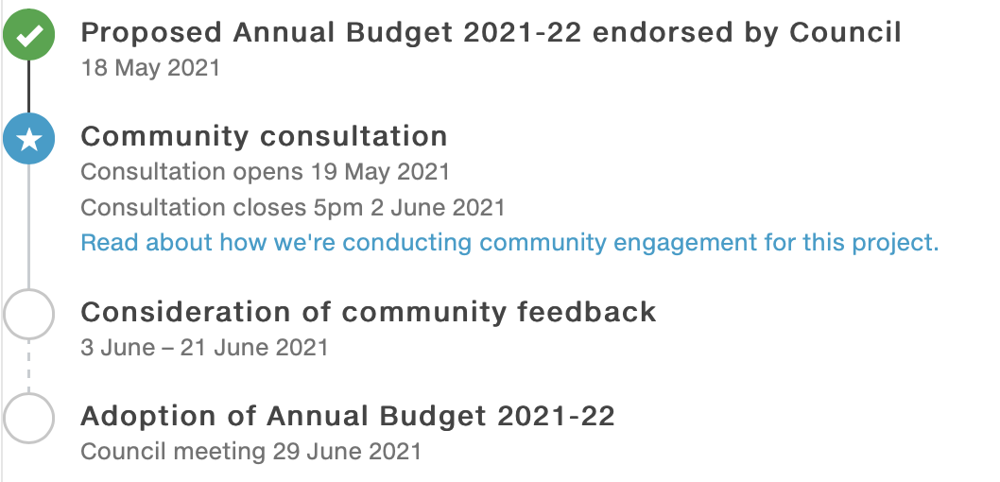 Proposed Annual Budget 2021-22 endorsed by Council
18 May 2021
Community consultation
Consultation opens 19 May 2021
Consultation closes 5pm 2 June 2021
Read about how we're conducting community engagement for this project.
Consideration of community feedback
3 June – 21 June 2021
Adoption of Annual Budget 2021-22
Council meeting 29 June 2021